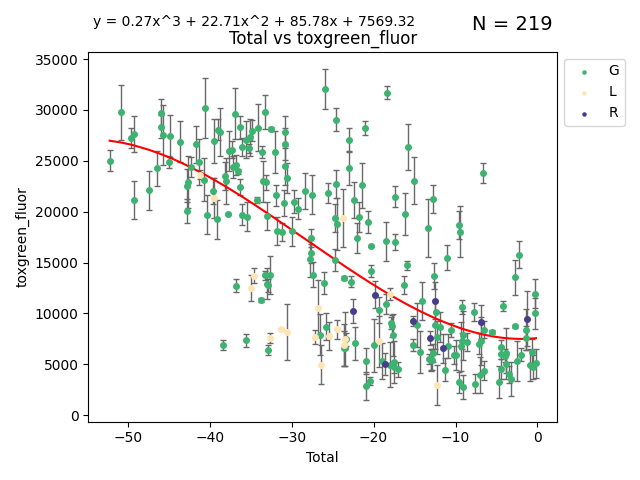 y = 0.27x^3 + 22.71x^2 + 85.78x + 7569.32
N = 219
Total vs toxgreen_fluor
35000
30000
25000
20000
15000
10000
5000
0
toxgreen_fluor
−50
−40
−30
−20
−10
0
Total
G
L
R